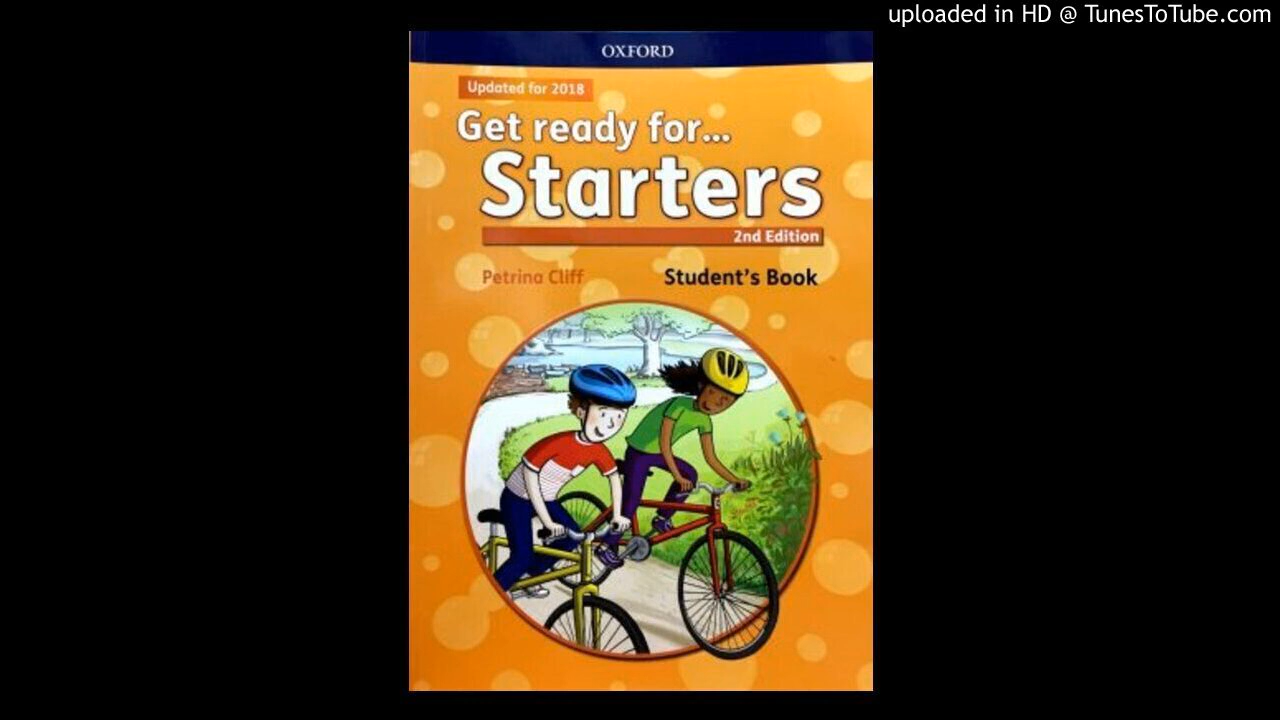 uploaded in HD @ TunesToTube.com
OXFORD
Updated for 2018
Get ready for...
Starters
2nd Edition
Petrina Cliff
Student's Book